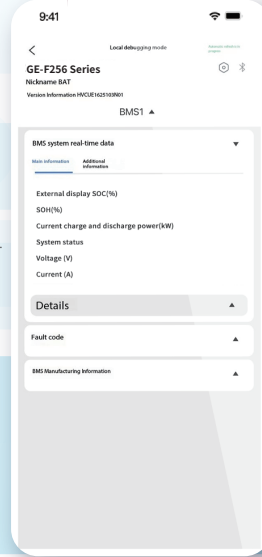 9:41
Local debugging mode
GE-F256 Series
Nickname BAT
Version Information HVCUE1625103N01
BMS1
BMS system real-time data
Main information
Additional
information
External display SOC(%)
SOH(%)
Current charge and discharge power(kW)
System status
Voltage (V)
Current (A)
Details
Fault code
BMS Manufacturing Information